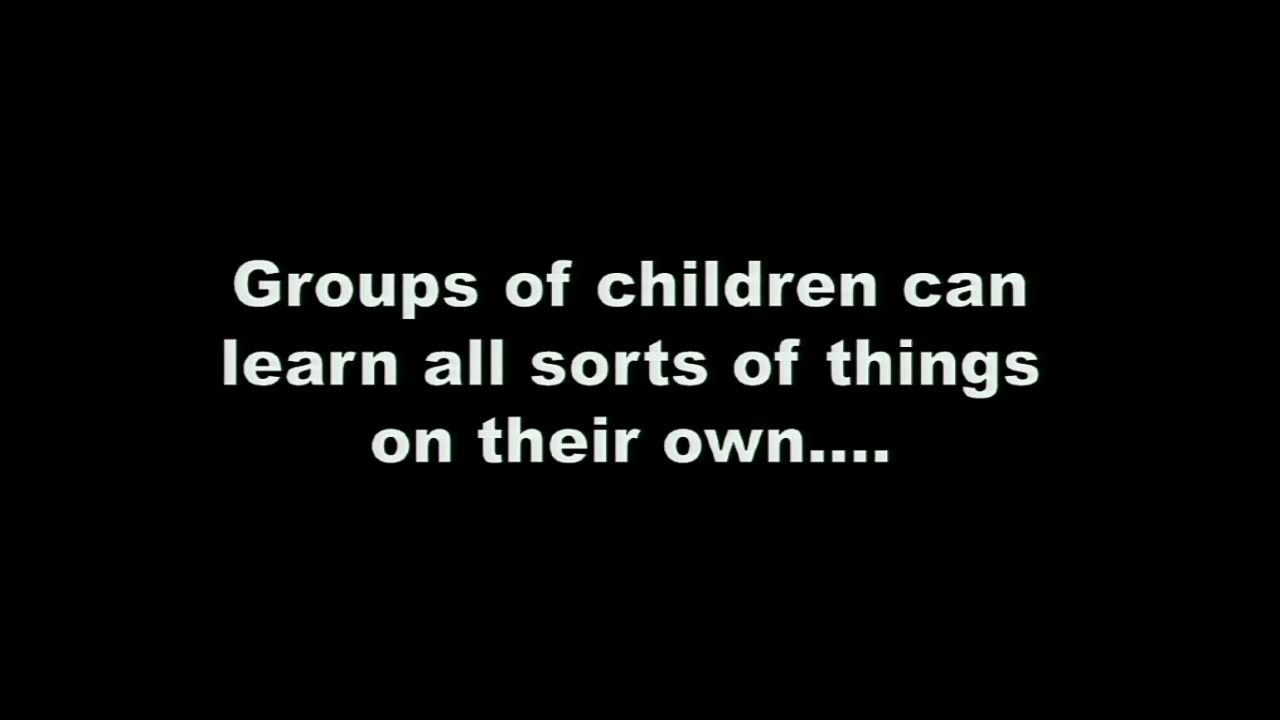 Groups of children can
learn all sorts of things
on their own....